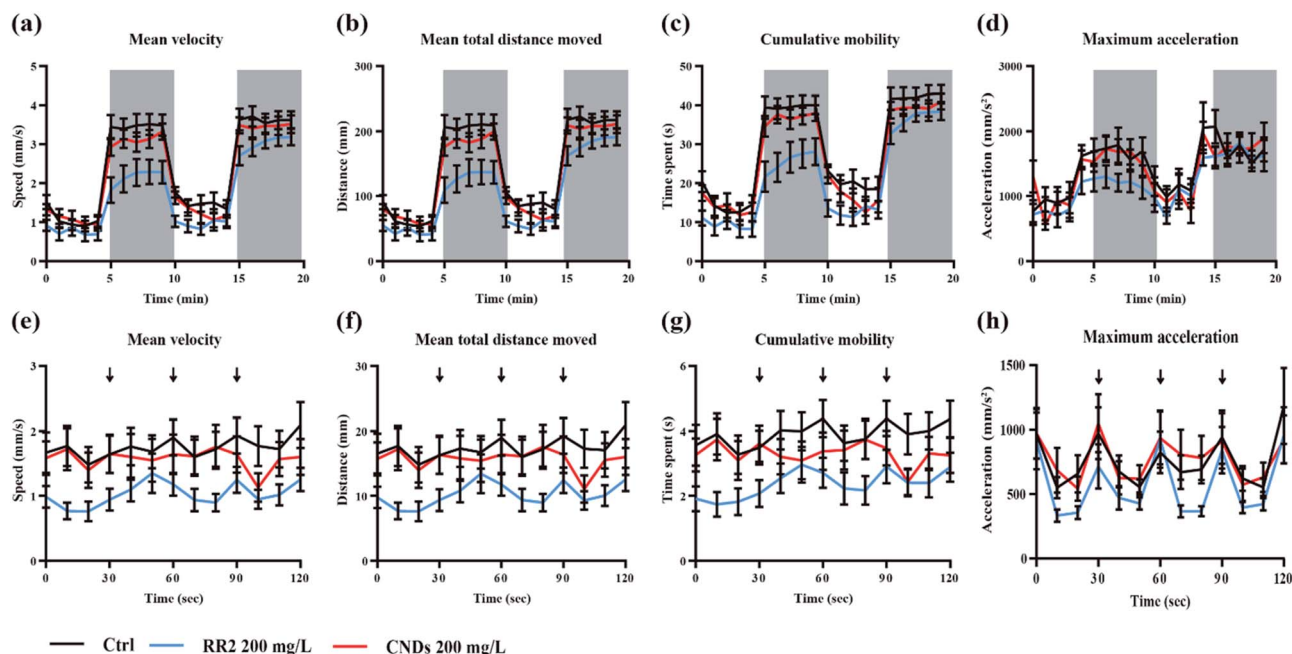 (a) (b) (c) (d)
Mean velocity Mean total distance moved Cumulative mobility Maximum acceleration
Speed (mm/s)
5
4
3
2
1
0
0 5 10 15 20
Time (min)
Distance (mm)
300
200
100
0
0 5 10 15 20
Time (min)
Time spent (s)
50
40
30
20
10
0
0 5 10 15 20
Time (min)
Acceleration (mm/s²)
3000
2000
1000
0
0 5 10 15 20
Time (min)
(e) (f) (g) (h)
Mean velocity Mean total distance moved Cumulative mobility Maximum acceleration
Speed (mm/s)
3
2
1
0
0 30 60 90 120
Time (sec)
Distance (mm)
30
20
10
0
0 30 60 90 120
Time (sec)
Time spent (s)
6
4
2
0
0 30 60 90 120
Time (sec)
Acceleration (mm/s²)
1500
1000
500
0
0 30 60 90 120
Time (sec)
Ctrl RR2 200 mg/L CNDs 200 mg/L